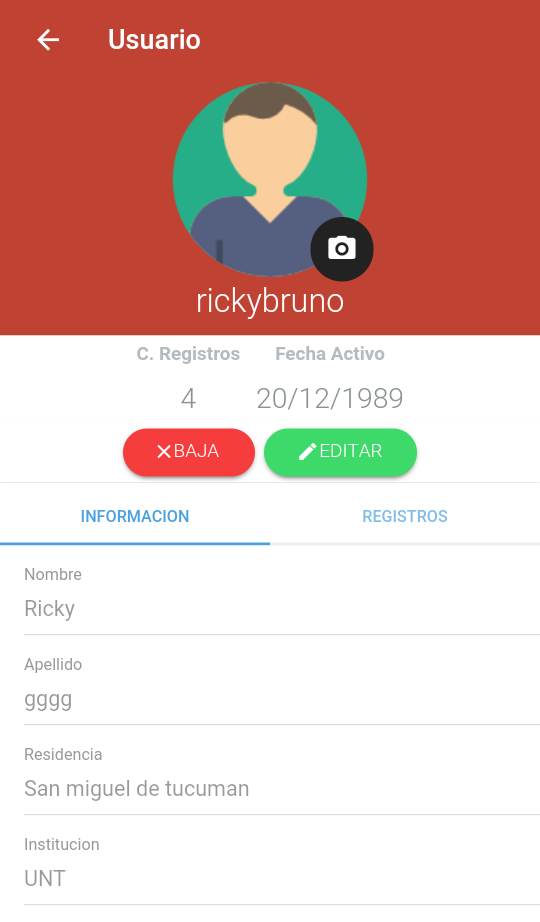 Usuario
rickybruno
C. Registros Fecha Activo
4 20/12/1989
BAJA EDITAR
INFORMACION REGISTROS
Nombre
Ricky
Apellido
gggg
Residencia
San miguel de tucuman
Institucion
UNT